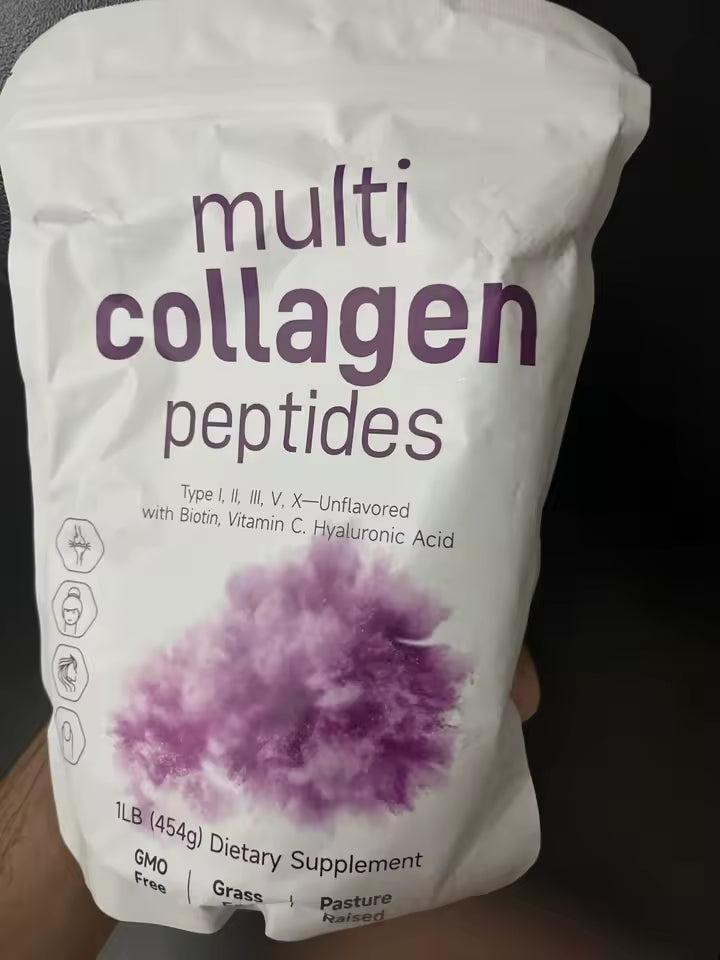 multi
collagen
peptides
Type I, II, III, V, X—Unflavored
with Biotin, Vitamin C. Hyaluronic Acid
1LB (454g) Dietary Supplement
GMO
Free
Grass
Pasture
Raised